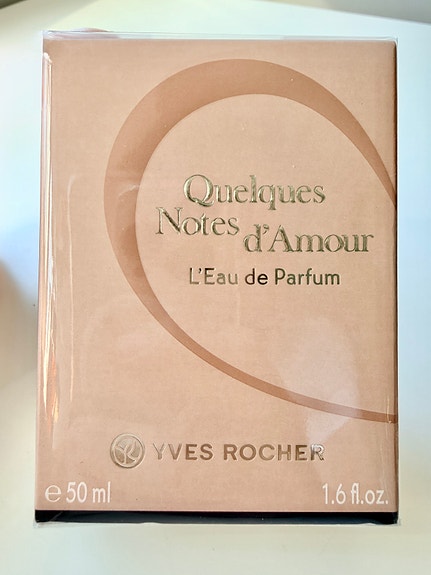 Quelques
Notes d'Amour
L'Eau de Parfum
YVES ROCHER
e 50 ml 1.6 fl.oz.